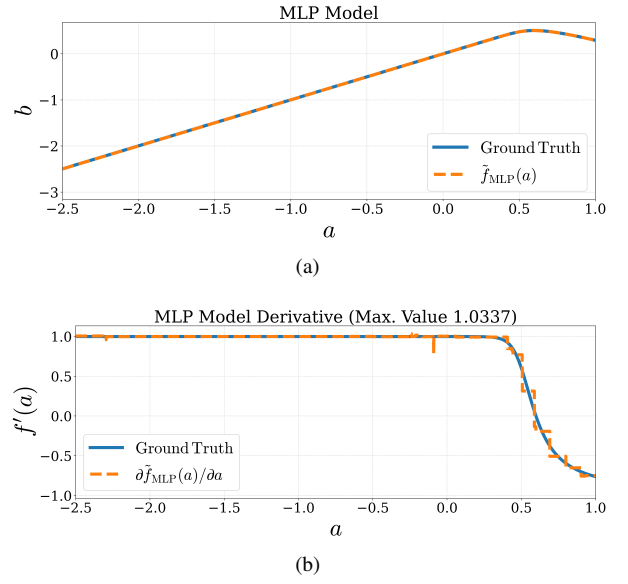 MLP Model
b
0
−1
−2
−3
Ground Truth
f̃_MLP(a)
−2.5 −2.0 −1.5 −1.0 −0.5 0.0 0.5 1.0
a
(a)
MLP Model Derivative (Max. Value 1.0337)
f′(a)
1.0
0.5
0.0
−0.5
−1.0
Ground Truth
∂f̃_MLP(a)/∂a
−2.5 −2.0 −1.5 −1.0 −0.5 0.0 0.5 1.0
a
(b)